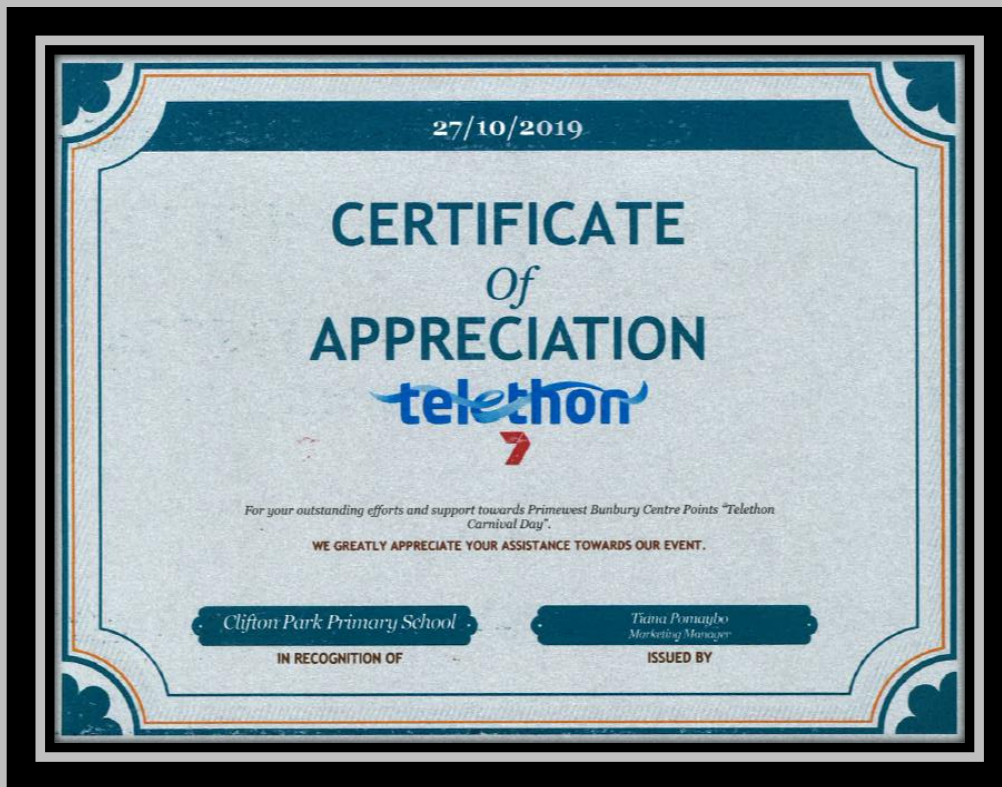 27/10/2019
CERTIFICATE
Of
APPRECIATION
telethon
7
For your outstanding efforts and support towards Primewest Bunbury Centre Points "Telethon
Carnival Day".
WE GREATLY APPRECIATE YOUR ASSISTANCE TOWARDS OUR EVENT.
Clifton Park Primary School
IN RECOGNITION OF
Tiana Pomaybo
Marketing Manager
ISSUED BY